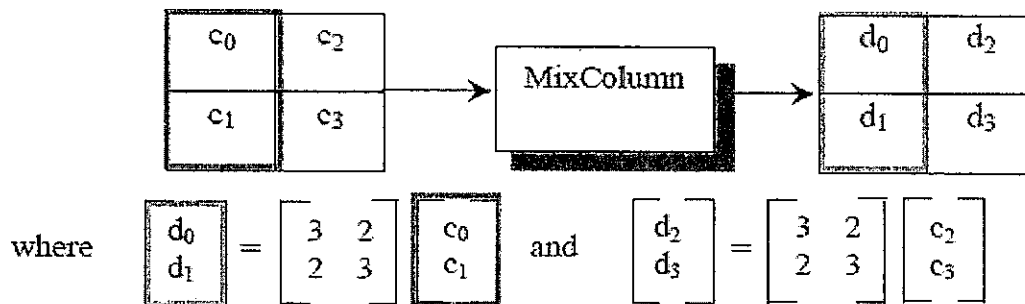 c₀ c₂ MixColumn d₀ d₂
c₁ c₃ d₁ d₃
where d₀ = 3 2 c₀ and d₂ = 3 2 c₂
d₁ 2 3 c₁ d₃ 2 3 c₃